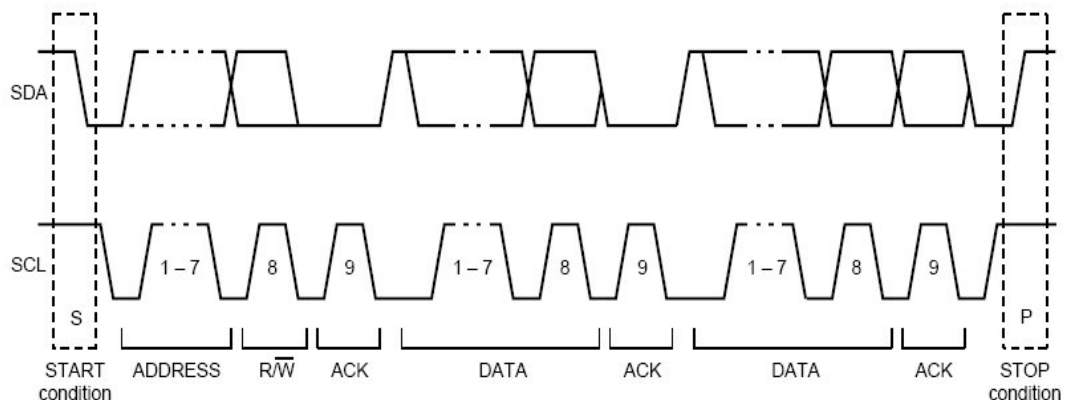 SDA
SCL
1 – 7 8 9 1 – 7 8 9 1 – 7 8 9
S P
START condition ADDRESS R/W̅ ACK DATA ACK DATA ACK STOP condition